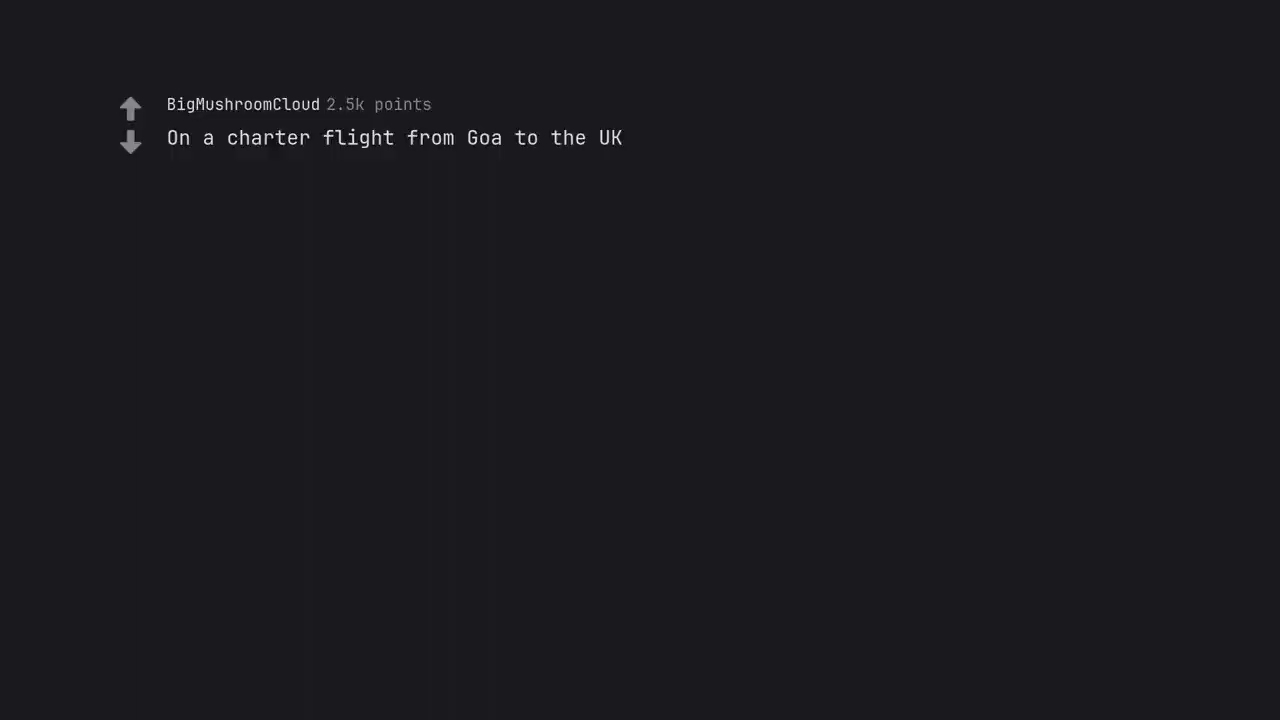 BigMushroomCloud 2.5k points
On a charter flight from Goa to the UK